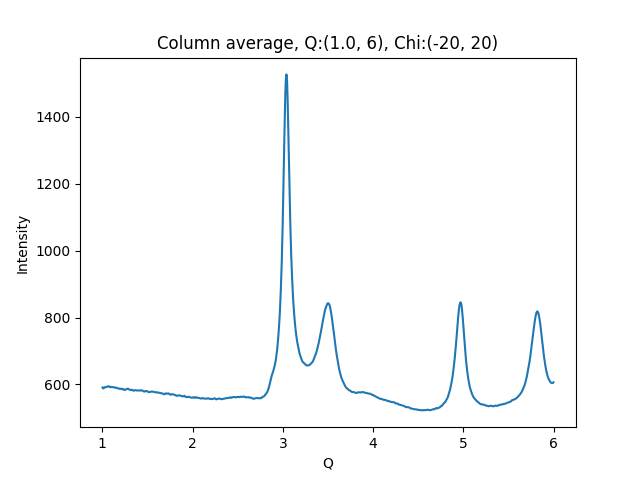 Column average, Q:(1.0, 6), Chi:(-20, 20)
1400
1200
1000
800
600
Intensity
1 2 3 4 5 6
Q